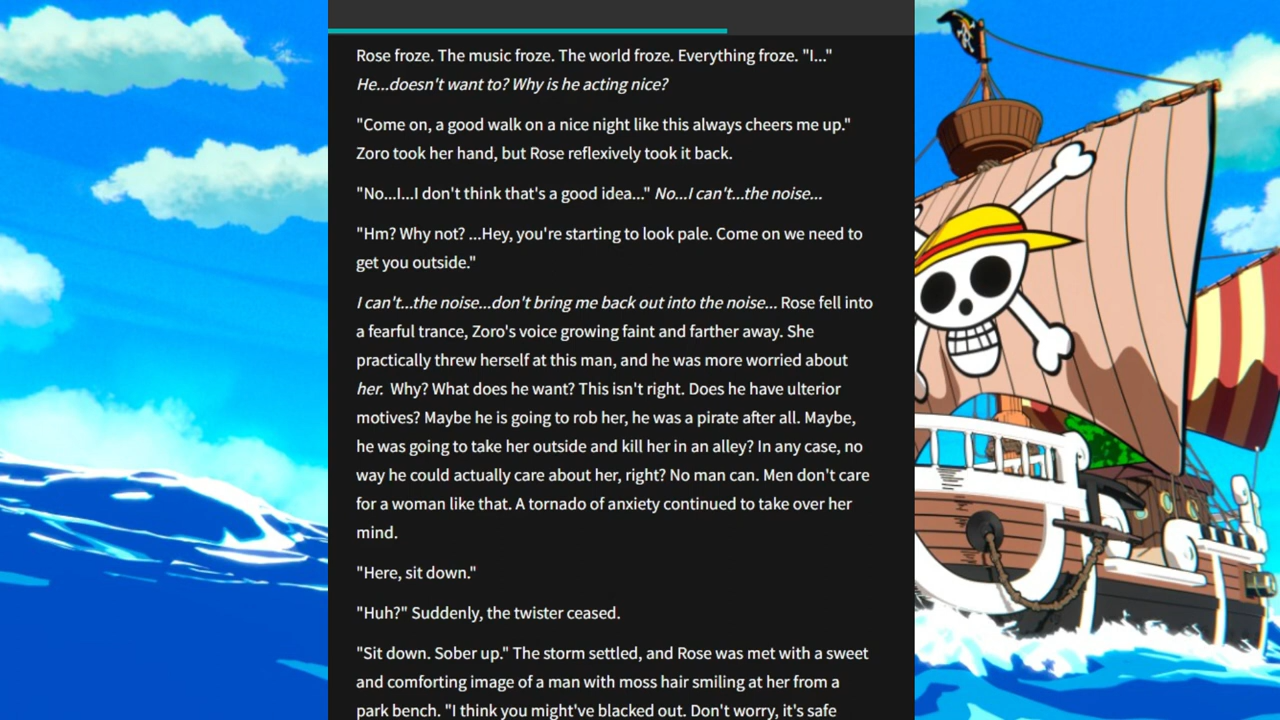 Rose froze. The music froze. The world froze. Everything froze. "I..."
He...doesn't want to? Why is he acting nice?
"Come on, a good walk on a nice night like this always cheers me up."
Zoro took her hand, but Rose reflexively took it back.
"No...I...I don't think that's a good idea..." No...I can't...the noise...
"Hm? Why not? ...Hey, you're starting to look pale. Come on we need to
get you outside."
I can't...the noise...don't bring me back out into the noise... Rose fell into
a fearful trance, Zoro's voice growing faint and farther away. She
practically threw herself at this man, and he was more worried about
her. Why? What does he want? This isn't right. Does he have ulterior
motives? Maybe he is going to rob her, he was a pirate after all. Maybe,
he was going to take her outside and kill her in an alley? In any case, no
way he could actually care about her, right? No man can. Men don't care
for a woman like that. A tornado of anxiety continued to take over her
mind.
"Here, sit down."
"Huh?" Suddenly, the twister ceased.
"Sit down. Sober up." The storm settled, and Rose was met with a sweet
and comforting image of a man with moss hair smiling at her from a
park bench. "I think you might've blacked out. Don't worry, it's safe